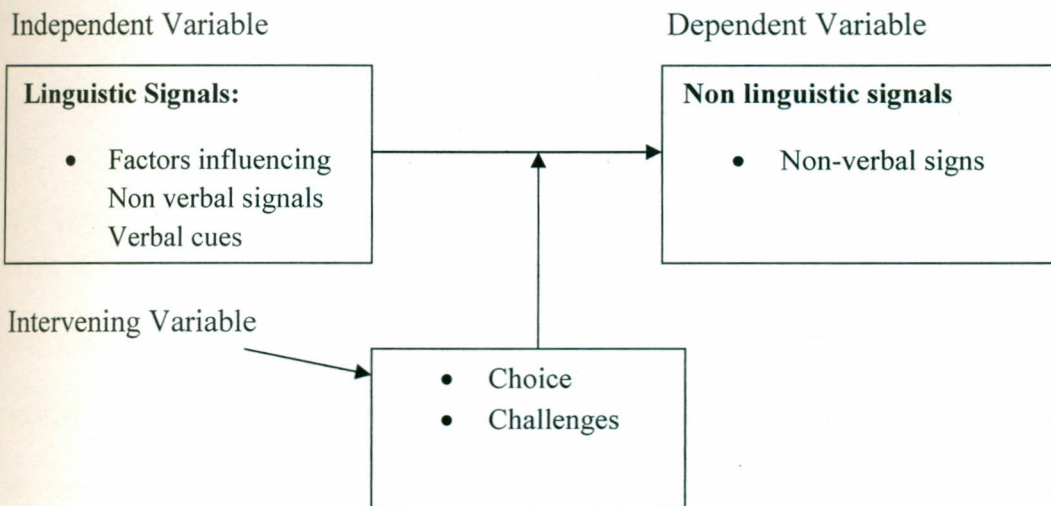 Independent Variable
Dependent Variable
Linguistic Signals:
• Factors influencing
Non verbal signals
Verbal cues
Non linguistic signals
• Non-verbal signs
Intervening Variable
• Choice
• Challenges